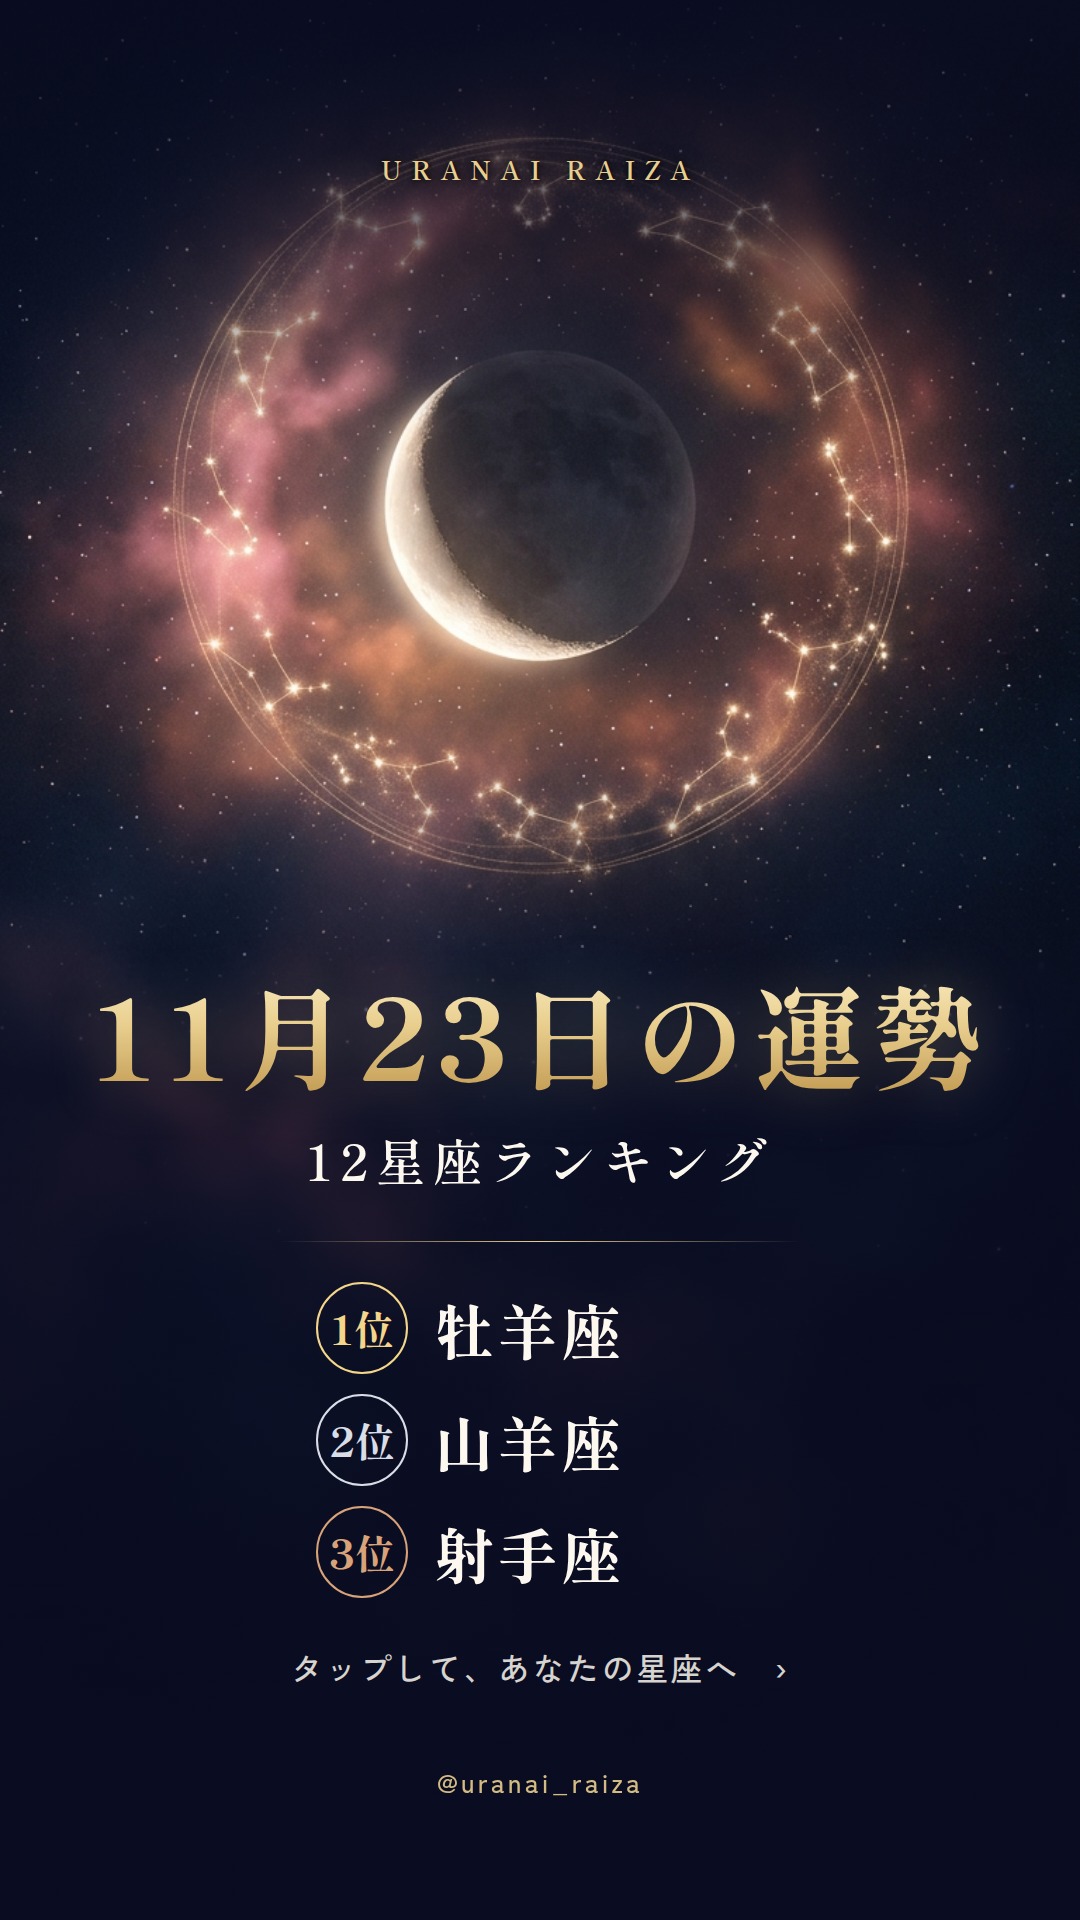 URANAI RAIZA
11月23日の運勢
12星座ランキング
1位 牡羊座
2位 山羊座
3位 射手座
タップして、あなたの星座へ ›
@uranai_raiza